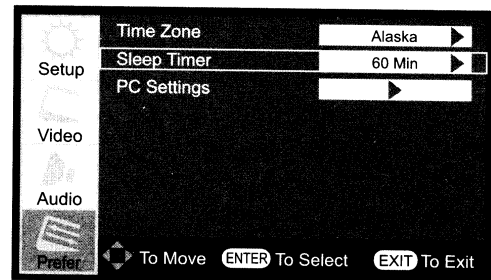 Time Zone Alaska
Setup
Sleep Timer 60 Min
PC Settings
Video
Audio
Prefer
To Move ENTER To Select EXIT To Exit